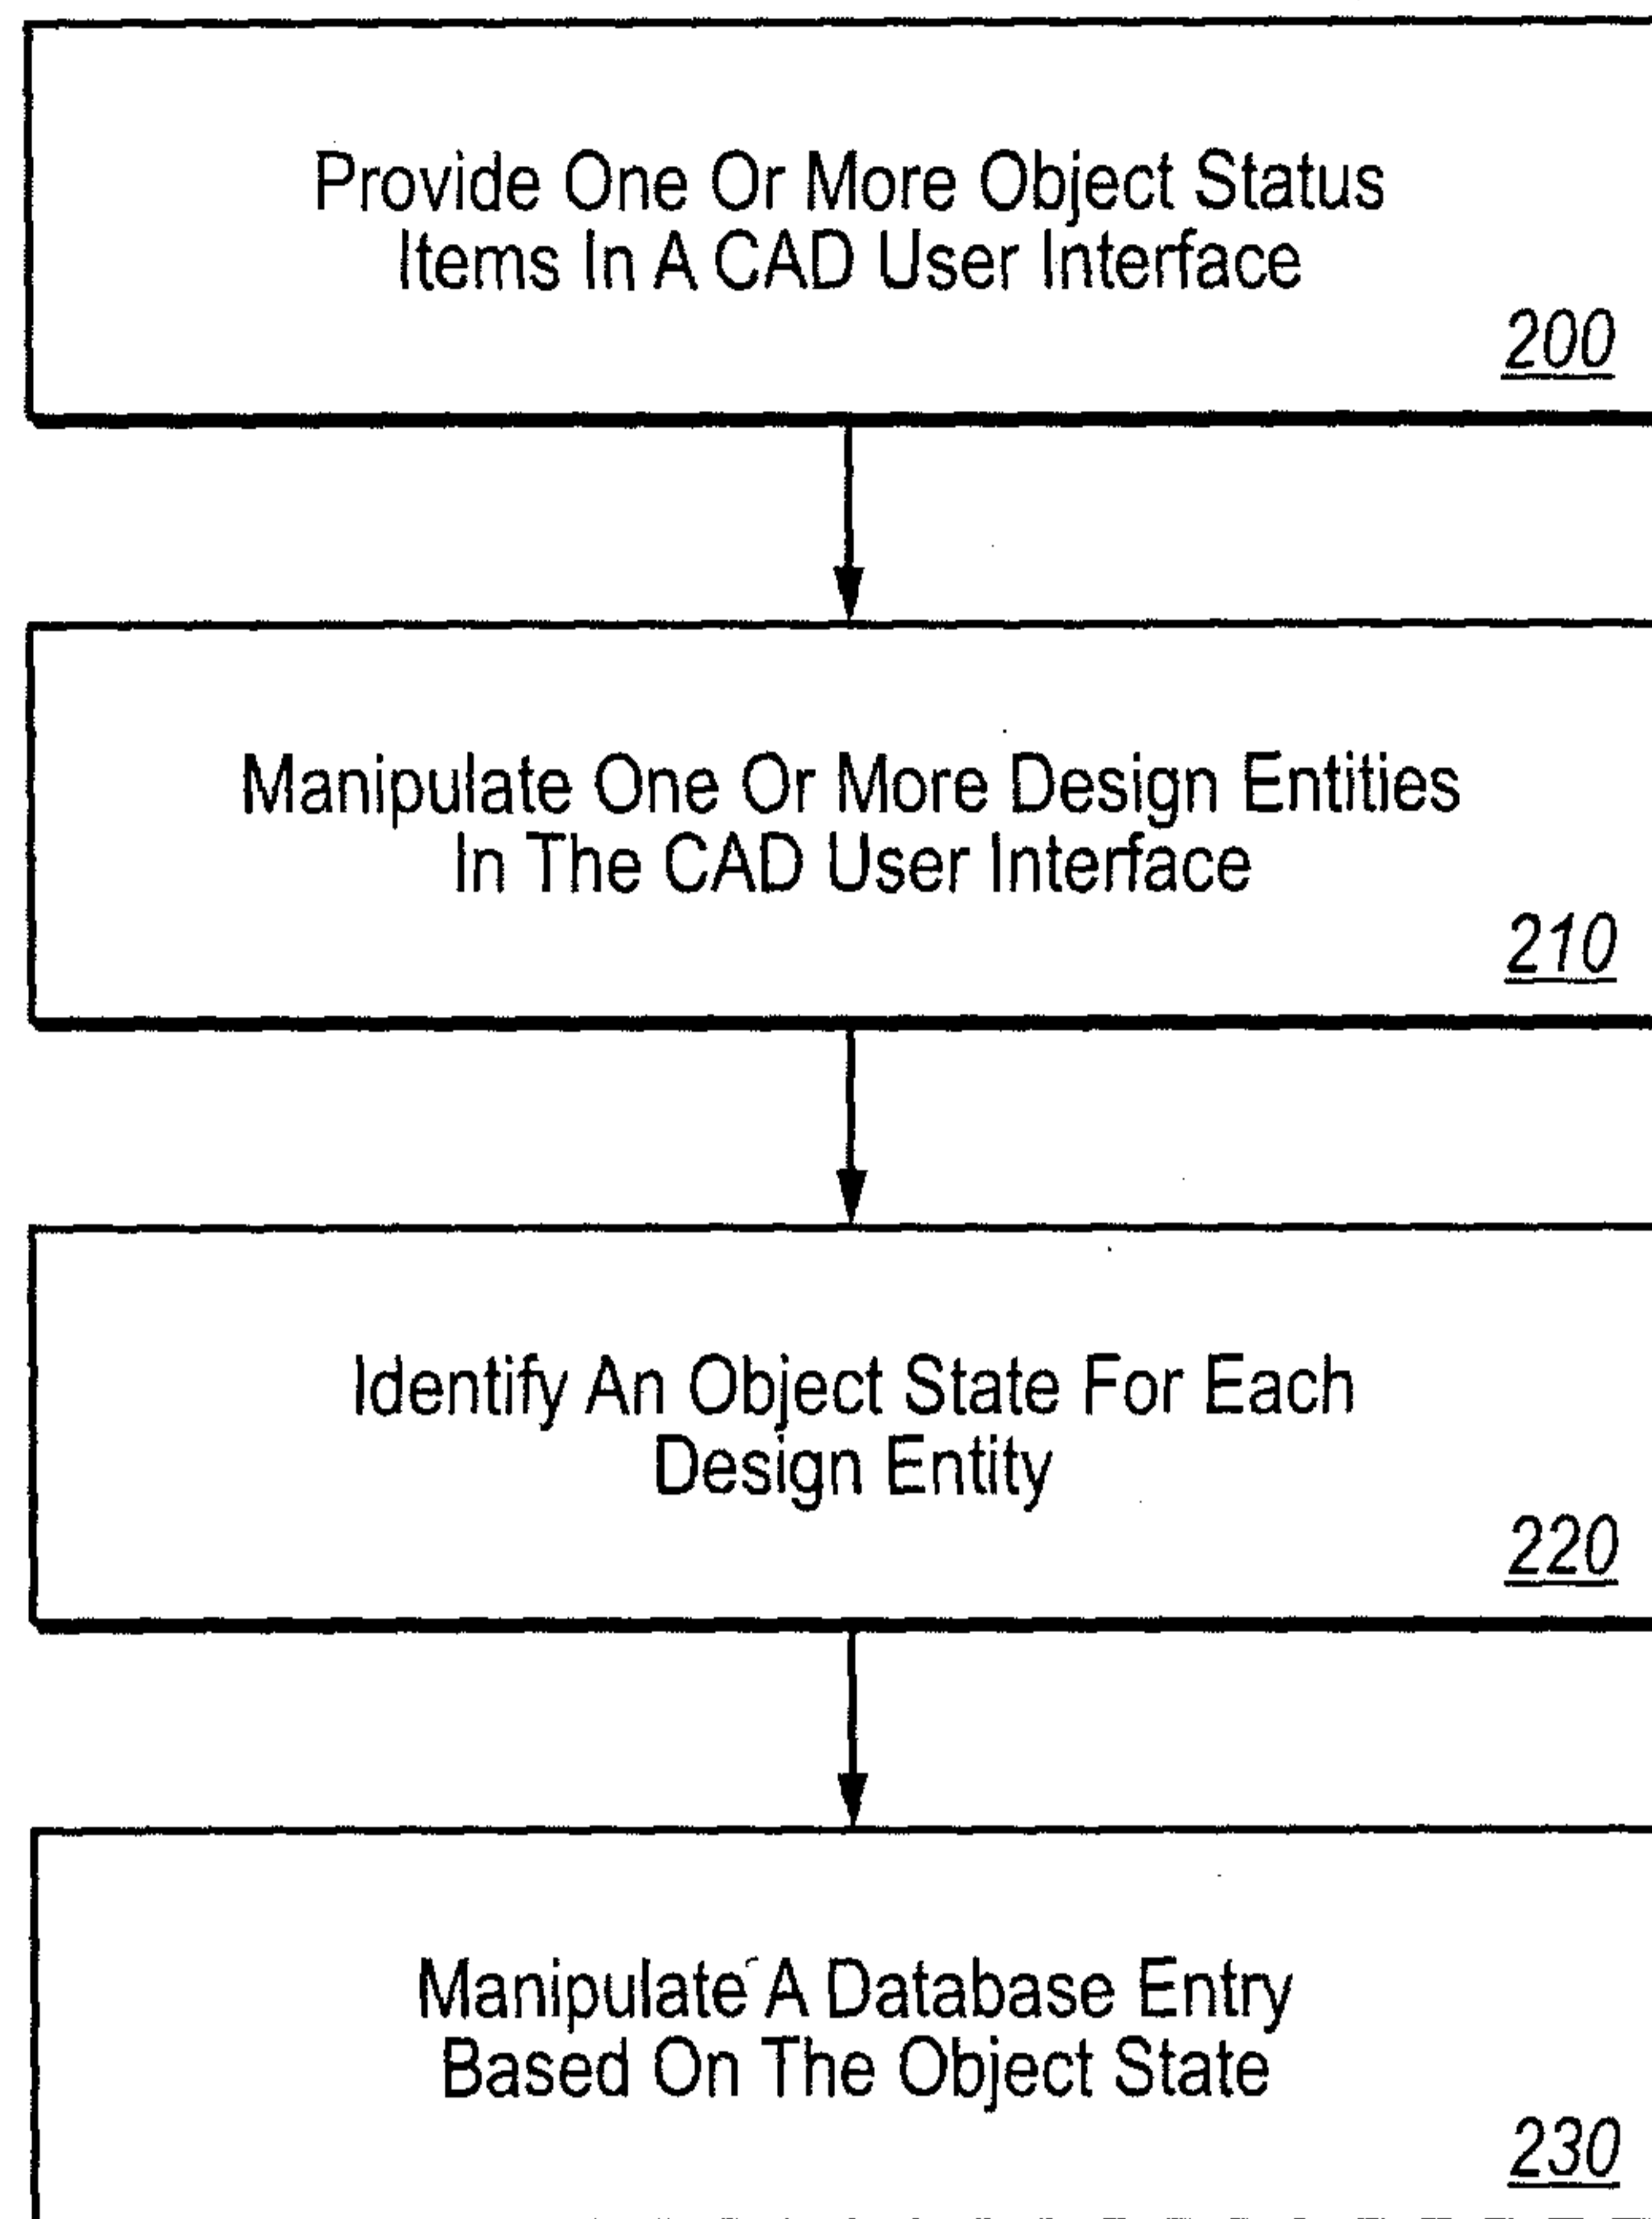 Provide One Or More Object Status
Items In A CAD User Interface
200
Manipulate One Or More Design Entities
In The CAD User Interface
210
Identify An Object State For Each
Design Entity
220
Manipulate A Database Entry
Based On The Object State
230